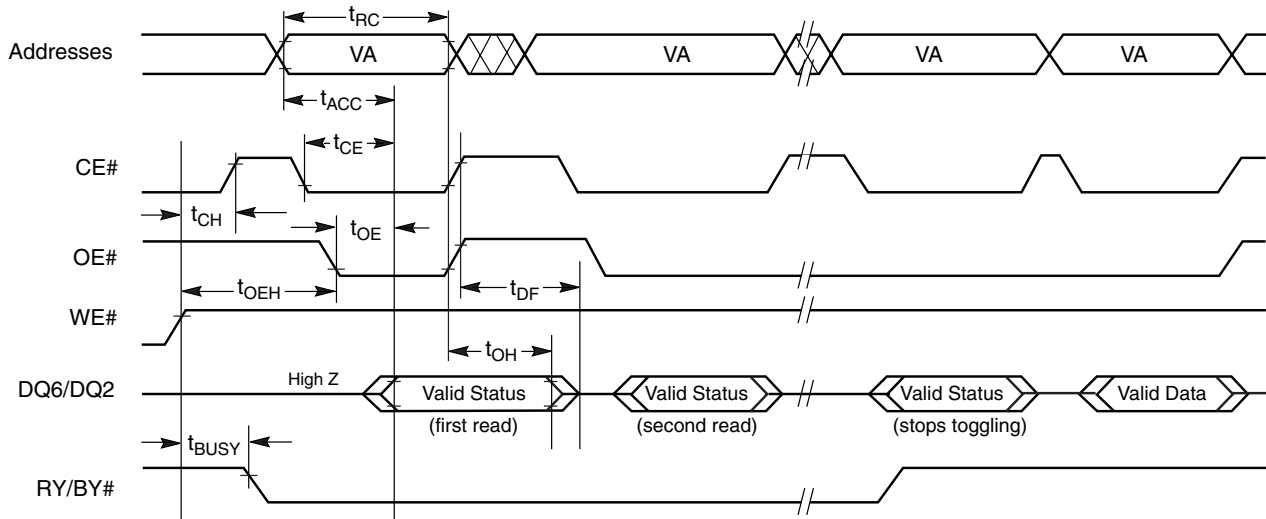 tRC
Addresses VA VA VA VA
tACC
tCE
CE#
tCH tOE
OE#
tOEH tDF
WE#
tOH
DQ6/DQ2 High Z Valid Status Valid Status Valid Status Valid Data
(first read) (second read) (stops toggling)
tBUSY
RY/BY#